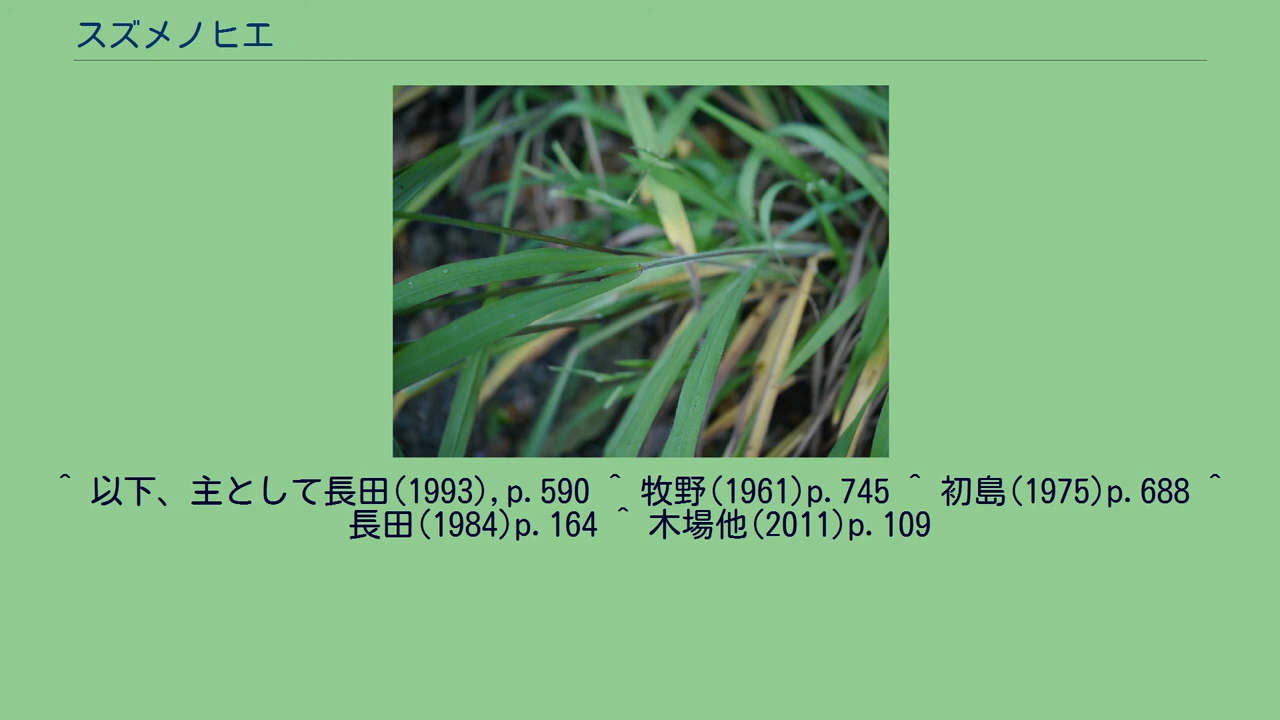 スズメノヒエ
^ 以下、主として長田(1993),p.590 ^ 牧野(1961)p.745 ^ 初島(1975)p.688 ^
長田(1984)p.164 ^ 木場他(2011)p.109